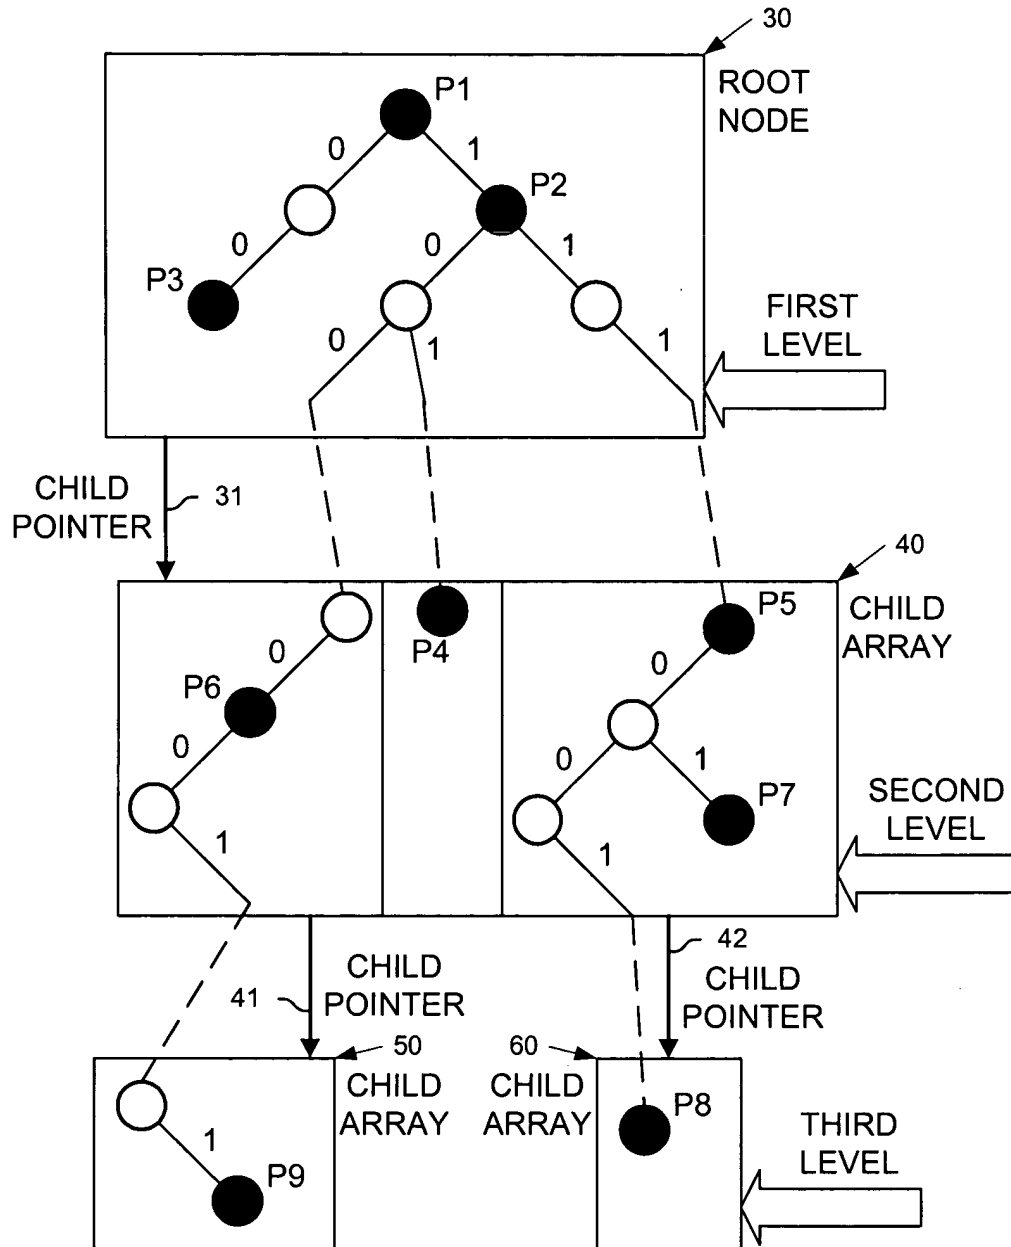 30
ROOT
NODE
P1
0
1
P2
0
0
1
P3
0
1
1
FIRST
LEVEL
CHILD
POINTER
31
40
CHILD
ARRAY
P4
P5
0
0
P6
0
0
1
P7
1
1
SECOND
LEVEL
42
CHILD
POINTER
41
CHILD
POINTER
50
CHILD
ARRAY
60
CHILD
ARRAY
P8
1
P9
THIRD
LEVEL